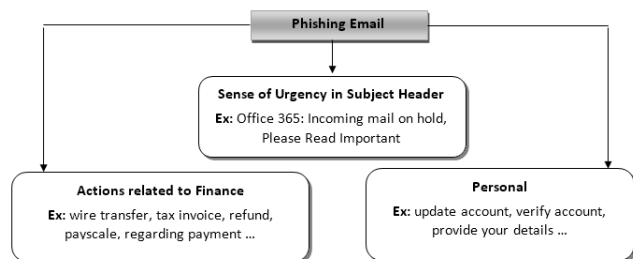 Phishing Email
Sense of Urgency in Subject Header
Ex: Office 365: Incoming mail on hold,
Please Read Important
Actions related to Finance
Ex: wire transfer, tax invoice, refund,
payscale, regarding payment ...
Personal
Ex: update account, verify account,
provide your details ...